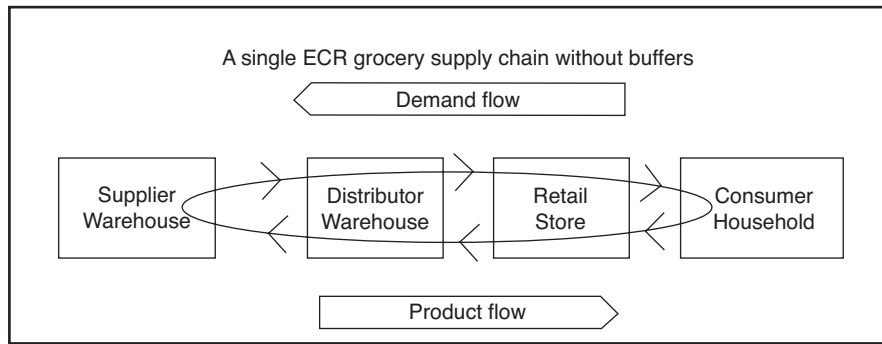 A single ECR grocery supply chain without buffers
Demand flow
Supplier
Warehouse
Distributor
Warehouse
Retail
Store
Consumer
Household
Product flow